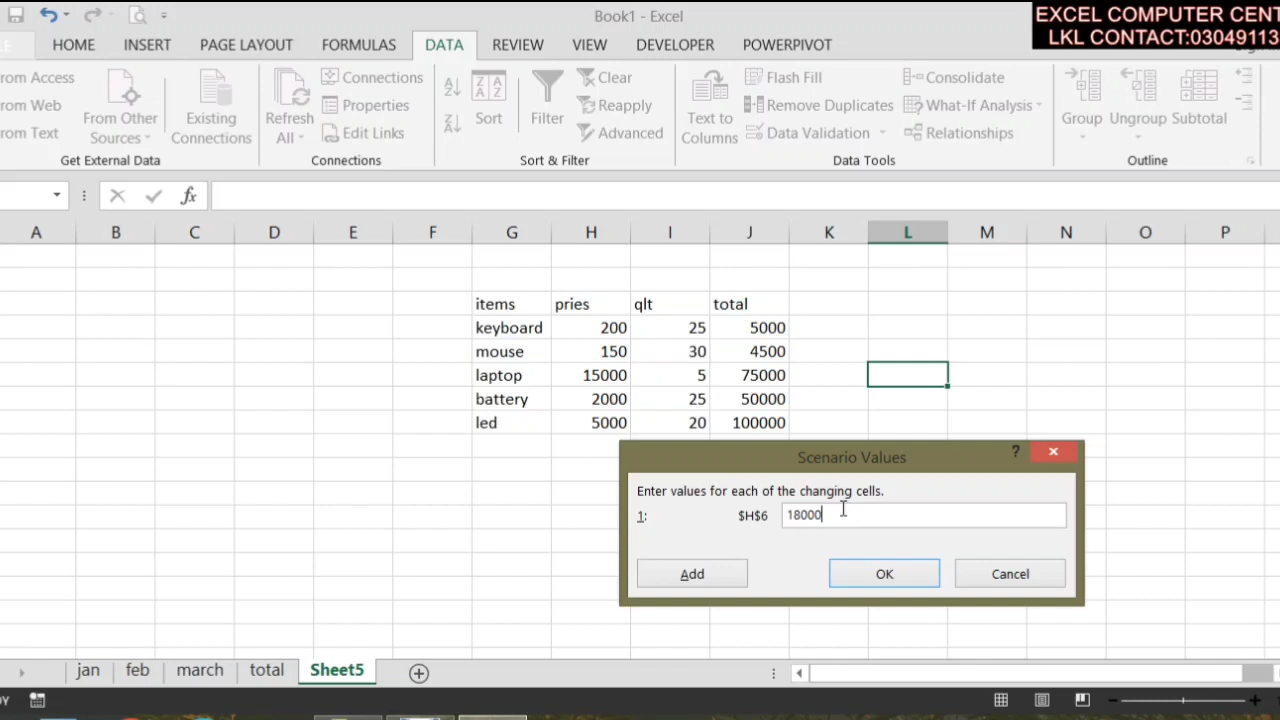 Book1 - Excel
EXCEL COMPUTER CENT
LKL CONTACT:03049113
HOME INSERT PAGE LAYOUT FORMULAS DATA REVIEW VIEW DEVELOPER POWERPIVOT
rom Access
rom Web
rom Text
From Other Sources
Existing Connections
Get External Data
Refresh All
Connections
Properties
Edit Links
Connections
Sort
Filter
Clear
Reapply
Advanced
Sort & Filter
Text to Columns
Flash Fill
Remove Duplicates
Data Validation
Consolidate
What-If Analysis
Relationships
Data Tools
Group
Ungroup
Subtotal
Outline
fx
A B C D E F G H I J K L M N O P
items pries qlt total
keyboard 200 25 5000
mouse 150 30 4500
laptop 15000 5 75000
battery 2000 25 50000
led 5000 20 100000
Scenario Values
?
Enter values for each of the changing cells.
1: $H$6 18000
Add OK Cancel
jan feb march total Sheet5